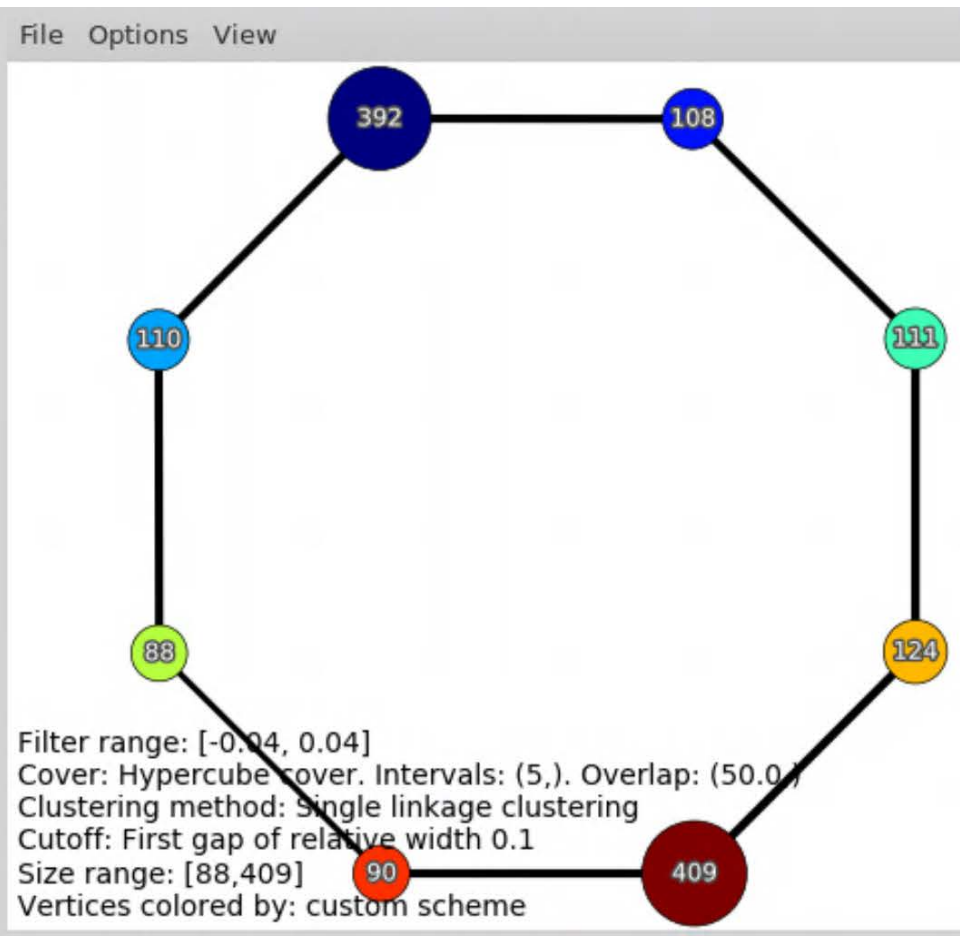 File Options View
392 108
110 111
88 124
Filter range: [-0.04, 0.04]
Cover: Hypercube cover. Intervals: (5,). Overlap: (50.0,)
Clustering method: Single linkage clustering
Cutoff: First gap of relative width 0.1
Size range: [88,409]
90 409
Vertices colored by: custom scheme